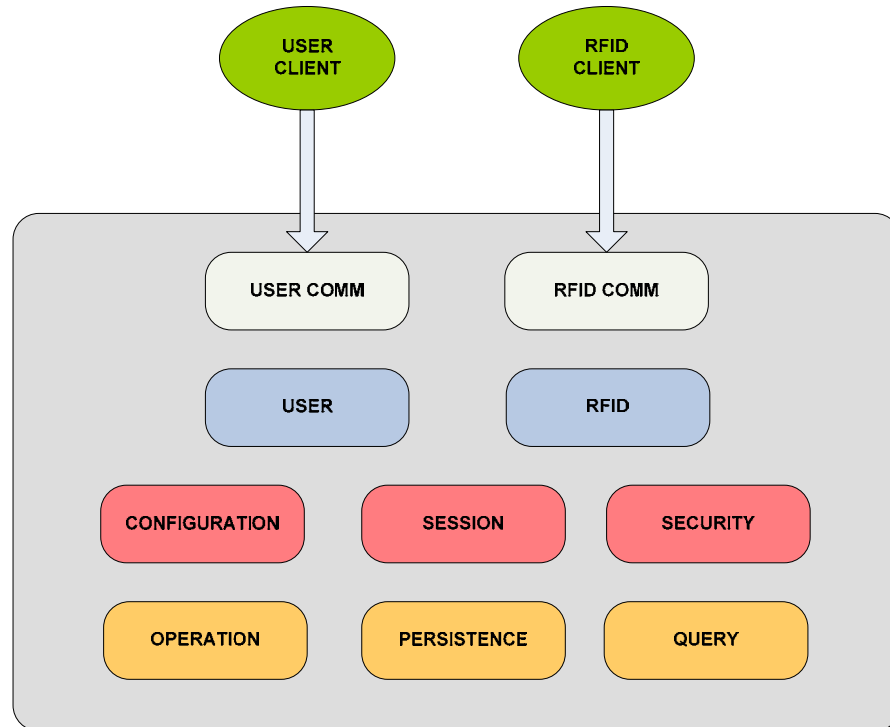 USER
CLIENT
RFID
CLIENT
USER COMM
RFID COMM
USER
RFID
CONFIGURATION
SESSION
SECURITY
OPERATION
PERSISTENCE
QUERY